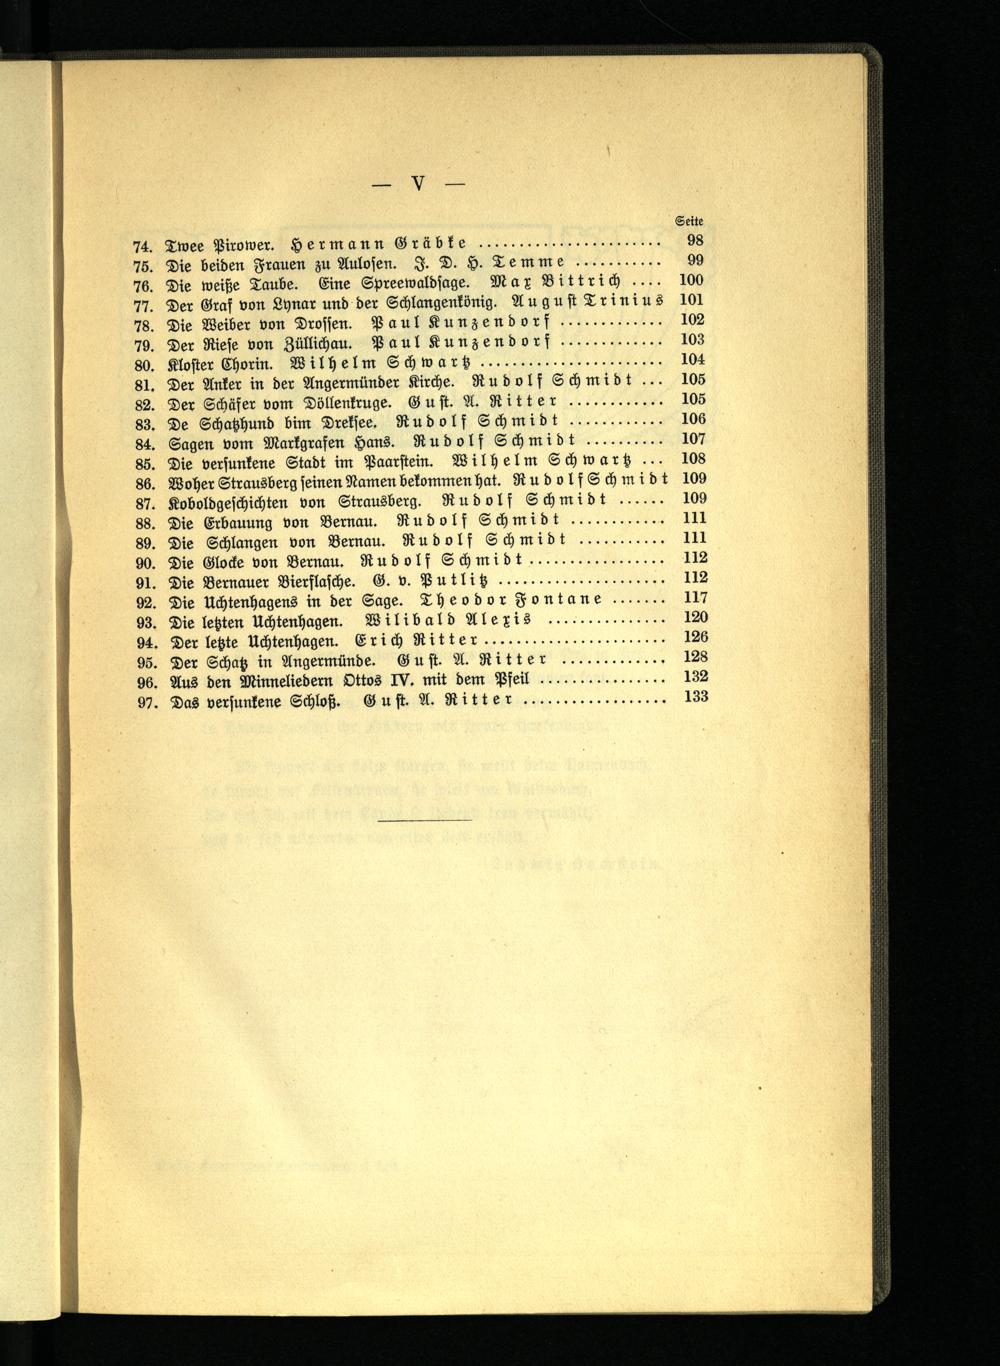 — V —
Seite
74. Twee Pirower. Hermann Gräbke ........................ 98
75. Die beiden Frauen zu Aulosen. J. D. H. Temme ........... 99
76. Die weiße Taube. Eine Spreewaldsage. Max Bittrich .... 100
77. Der Graf von Lynar und der Schlangenkönig. August Trinius 101
78. Die Weiber von Drossen. Paul Kunzendorf ............. 102
79. Der Riese von Züllichau. Paul Kunzendorf ............. 103
80. Kloster Chorin. Wilhelm Schwartz ........................ 104
81. Der Anker in der Angermünder Kirche. Rudolf Schmidt ... 105
82. Der Schäfer vom Döllenkruge. Gust. A. Ritter ............ 105
83. De Schatzhund bim Dreksee. Rudolf Schmidt ............ 106
84. Sagen vom Markgrafen Hans. Rudolf Schmidt .......... 107
85. Die versunkene Stadt im Paarstein. Wilhelm Schwartz ... 108
86. Woher Strausberg seinen Namen bekommen hat. Rudolf Schmidt 109
87. Koboldgeschichten von Strausberg. Rudolf Schmidt ...... 109
88. Die Erbauung von Bernau. Rudolf Schmidt ............ 111
89. Die Schlangen von Bernau. Rudolf Schmidt ........... 111
90. Die Glocke von Bernau. Rudolf Schmidt ................. 112
91. Die Bernauer Bierflasche. G. v. Putlitz ..................... 112
92. Die Uchtenhagens in der Sage. Theodor Fontane ....... 117
93. Die letzten Uchtenhagen. Wilibald Alexis ............... 120
94. Der letzte Uchtenhagen. Erich Ritter ....................... 126
95. Der Schatz in Angermünde. Gust. A. Ritter ............. 128
96. Aus den Minneliedern Ottos IV. mit dem Pfeil ................ 132
97. Das versunkene Schloß. Gust. A. Ritter .................. 133